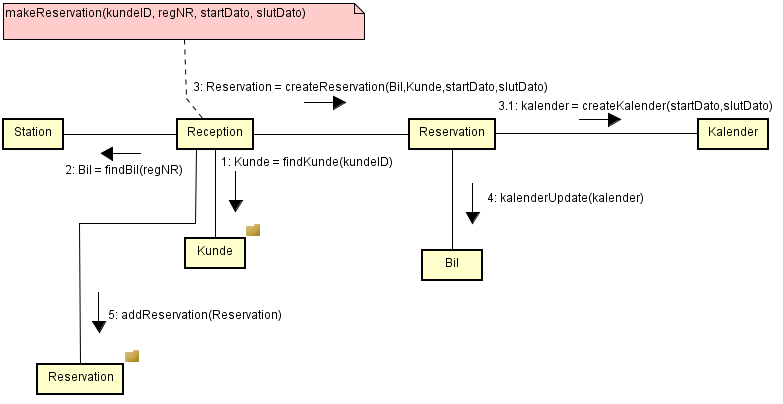 makeReservation(kundeID, regNR, startDato, slutDato)
3: Reservation = createReservation(Bil,Kunde,startDato,slutDato)
3.1: kalender = createKalender(startDato,slutDato)
Station
Reception
Reservation
Kalender
2: Bil = findBil(regNR)
1: Kunde = findKunde(kundeID)
4: kalenderUpdate(kalender)
Kunde
Bil
5: addReservation(Reservation)
Reservation